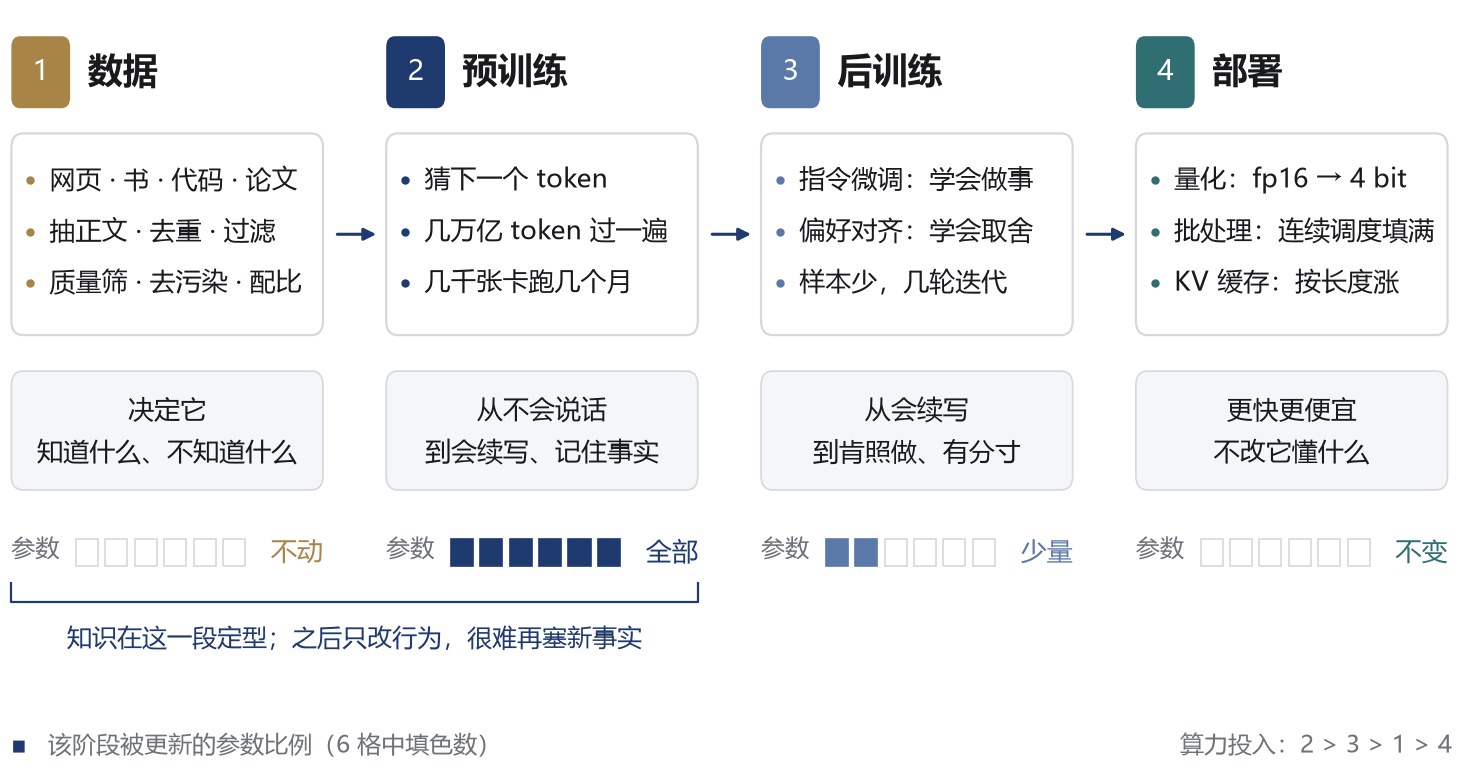 1 数据
网页 · 书 · 代码 · 论文
抽正文 · 去重 · 过滤
质量筛 · 去污染 · 配比
决定它
知道什么、不知道什么
参数 不动
2 预训练
猜下一个 token
几万亿 token 过一遍
几千张卡跑几个月
从不会说话
到会续写、记住事实
参数 全部
3 后训练
指令微调：学会做事
偏好对齐：学会取舍
样本少，几轮迭代
从会续写
到肯照做、有分寸
参数 少量
4 部署
量化：fp16 → 4 bit
批处理：连续调度填满
KV 缓存：按长度涨
更快更便宜
不改它懂什么
参数 不变
知识在这一段定型；之后只改行为，很难再塞新事实
该阶段被更新的参数比例（6 格中填色数）
算力投入：2 > 3 > 1 > 4